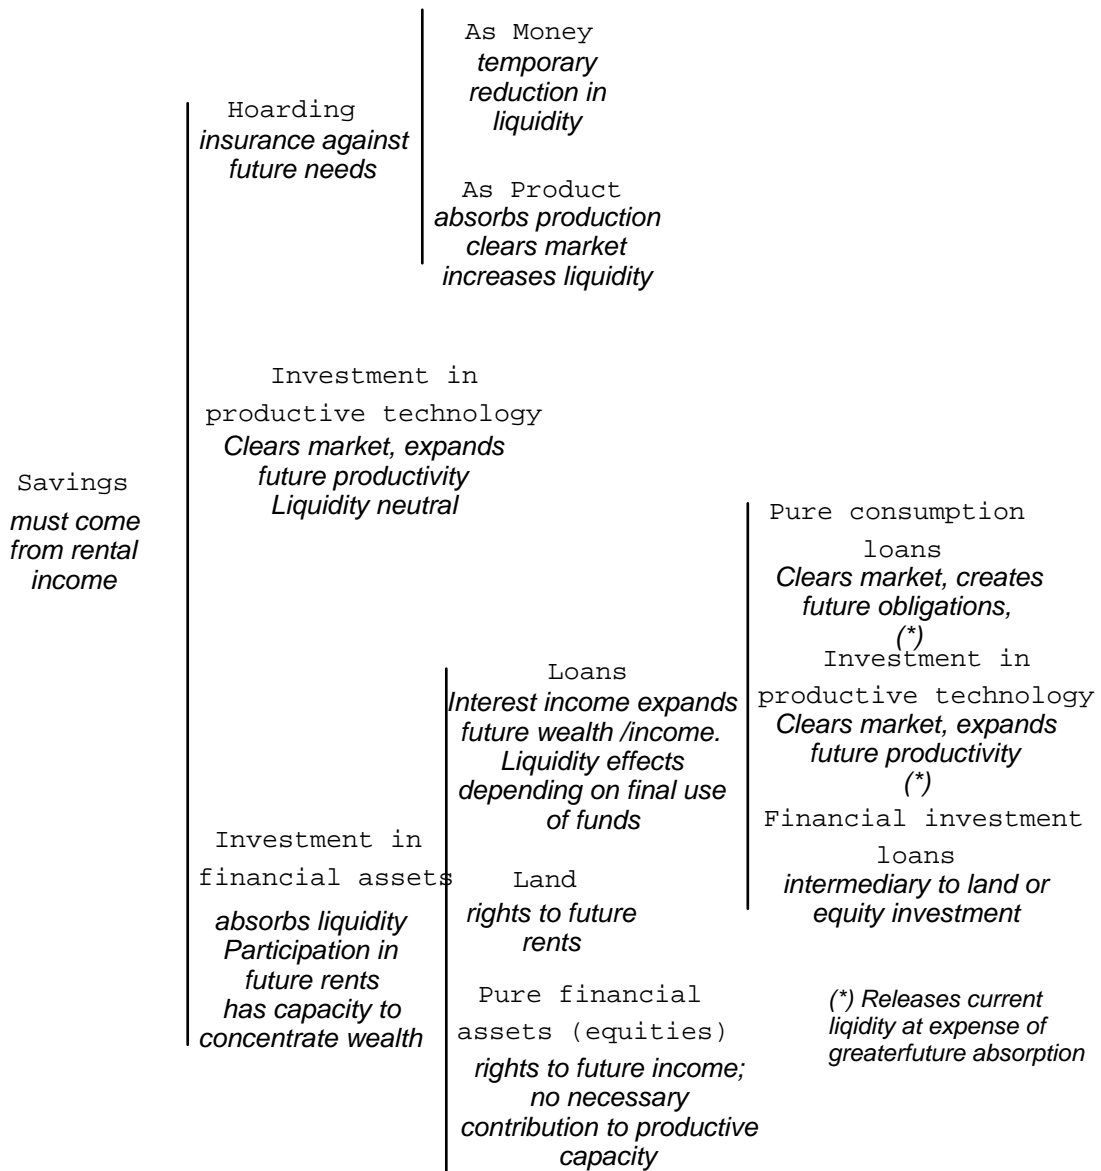 Savings
must come
from rental
income
Hoarding
insurance against
future needs
As Money
temporary
reduction in
liquidity
As Product
absorbs production
clears market
increases liquidity
Investment in
productive technology
Clears market, expands
future productivity
Liquidity neutral
Investment in
financial assets
absorbs liquidity
Participation in
future rents
has capacity to
concentrate wealth
Loans
Interest income expands
future wealth /income.
Liquidity effects
depending on final use
of funds
Land
rights to future
rents
Pure financial
assets (equities)
rights to future income;
no necessary
contribution to productive
capacity
Pure consumption
loans
Clears market, creates
future obligations,
(*)
Investment in
productive technology
Clears market, expands
future productivity
(*)
Financial investment
loans
intermediary to land or
equity investment
(*) Releases current
liqidity at expense of
greaterfuture absorption